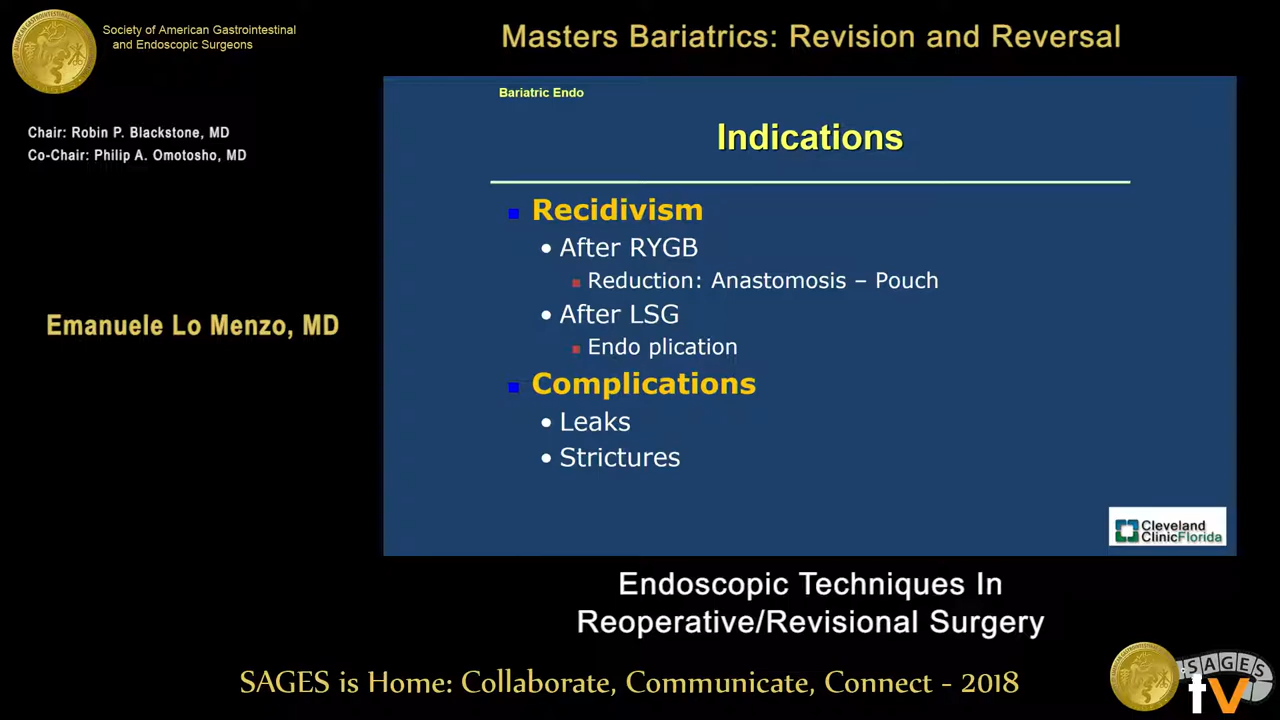 Society of American Gastrointestinal
and Endoscopic Surgeons
Masters Bariatrics: Revision and Reversal
Chair: Robin P. Blackstone, MD
Co-Chair: Philip A. Omotosho, MD
Emanuele Lo Menzo, MD
Bariatric Endo
Indications
Recidivism
After RYGB
Reduction: Anastomosis – Pouch
After LSG
Endo plication
Complications
Leaks
Strictures
Cleveland
ClinicFlorida
Endoscopic Techniques In
Reoperative/Revisional Surgery
SAGES is Home: Collaborate, Communicate, Connect - 2018
SAGES
tv